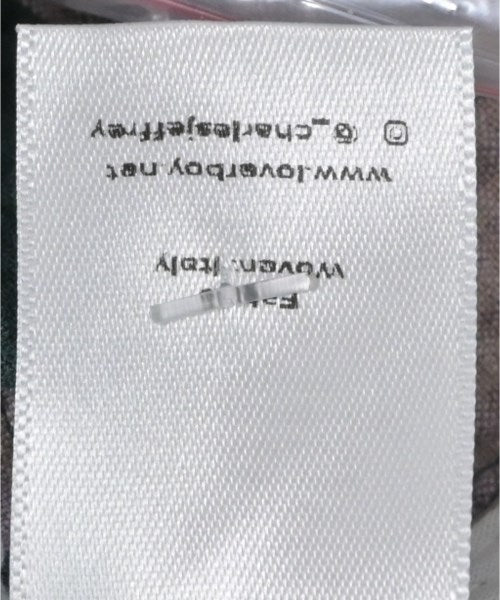 Woven: Italy
www.loverboy.net
@_charlesjeffrey